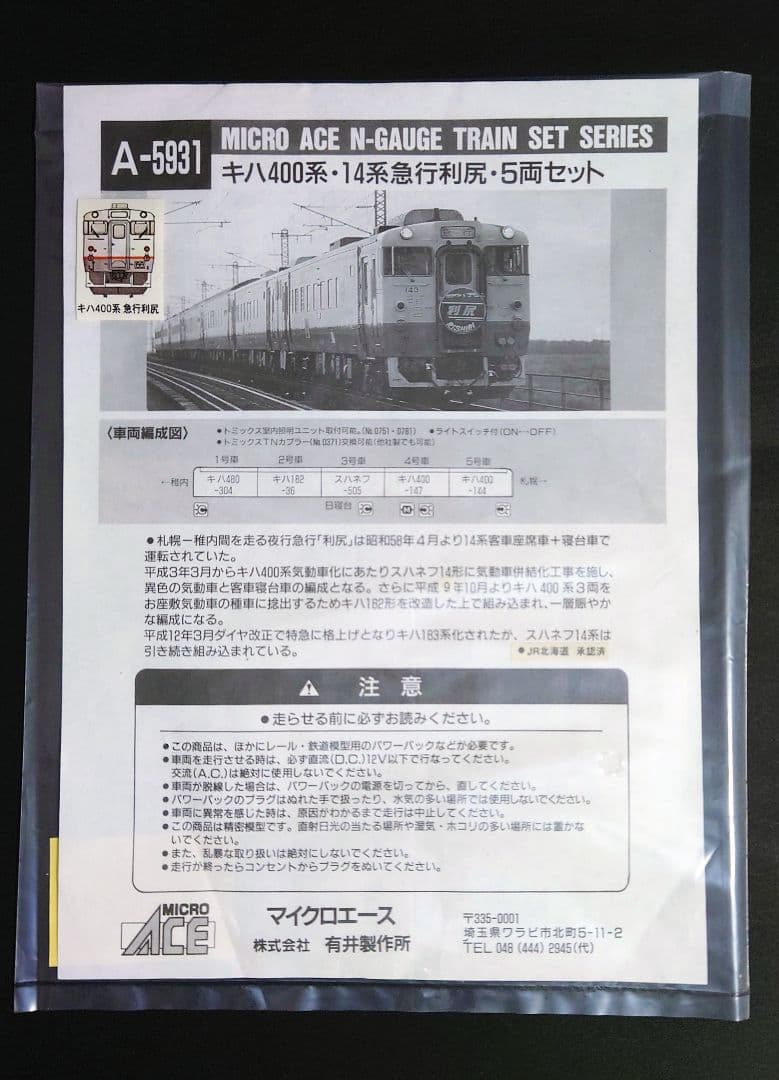 A-5931
MICRO ACE N-GAUGE TRAIN SET SERIES
キハ400系・14系急行利尻・5両セット
キハ400系 急行利尻
143
利尻
〈車両編成図〉
●トミックス室内照明ユニット取付可能。(№0751・0781) ●ライトスイッチ付(ON↔OFF)
●トミックスTNカプラー(№0371)交換可能(他社製でも可能)
1号車 2号車 3号車 4号車 5号車
←稚内 キハ480 キハ182 スハネフ キハ400 キハ400 札幌→
-304 -36 -505 -147 -144
日寝台
M
●札幌ー稚内間を走る夜行急行「利尻」は昭和58年4月より14系客車座席車+寝台車で
運転されていた。
平成3年3月からキハ400系気動車化にあたりスハネフ14形に気動車併結化工事を施し、
異色の気動車と客車寝台車の編成となる。さらに平成9年10月よりキハ400系3両を
お座敷気動車の種車に捻出するためキハ182形を改造した上で組み込まれ、一層賑やか
な編成になる。
平成12年3月ダイヤ改正で特急に格上げとなりキハ183系化されたが、スハネフ14系は
引き続き組み込まれている。
●JR北海道 承認済
注意
●走らせる前に必ずお読みください。
●この商品は、ほかにレール・鉄道模型用のパワーパックなどが必要です。
●車両を走行させる時は、必ず直流(D.C.)12V以下で行なってください。
交流(A.C.)は絶対に使用しないでください。
●車両が脱線した場合は、パワーパックの電源を切ってから、直してください。
●パワーパックのプラグはぬれた手で扱ったり、水気の多い場所では使用しないでください。
●車両に異常を感じた時は、原因がわかるまで走行は中止してください。
●この商品は精密模型です。直射日光の当たる場所や湿気・ホコリの多い場所には置かな
いでください。
●また、乱暴な取り扱いは絶対にしないでください。
●走行が終ったらコンセントからプラグをぬいてください。
MICRO
ACE
マイクロエース
株式会社 有井製作所
〒335-0001
埼玉県ワラビ市北町5-11-2
TEL 048 (444) 2945(代)